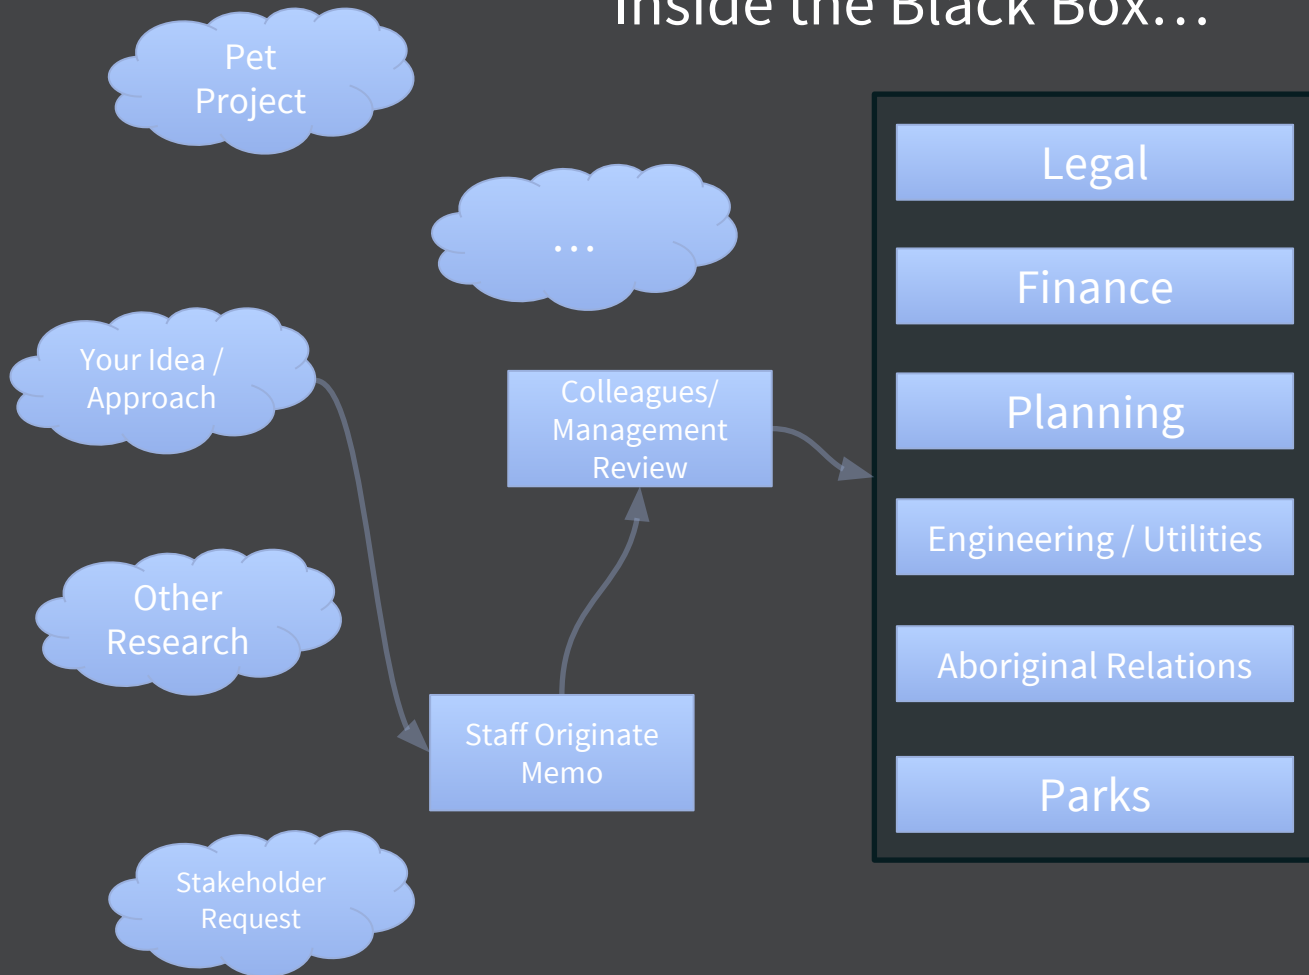 Inside the Black Box…
Pet
Project
…
Your Idea /
Approach
Other
Research
Stakeholder
Request
Staff Originate
Memo
Colleagues/
Management
Review
Legal
Finance
Planning
Engineering / Utilities
Aboriginal Relations
Parks